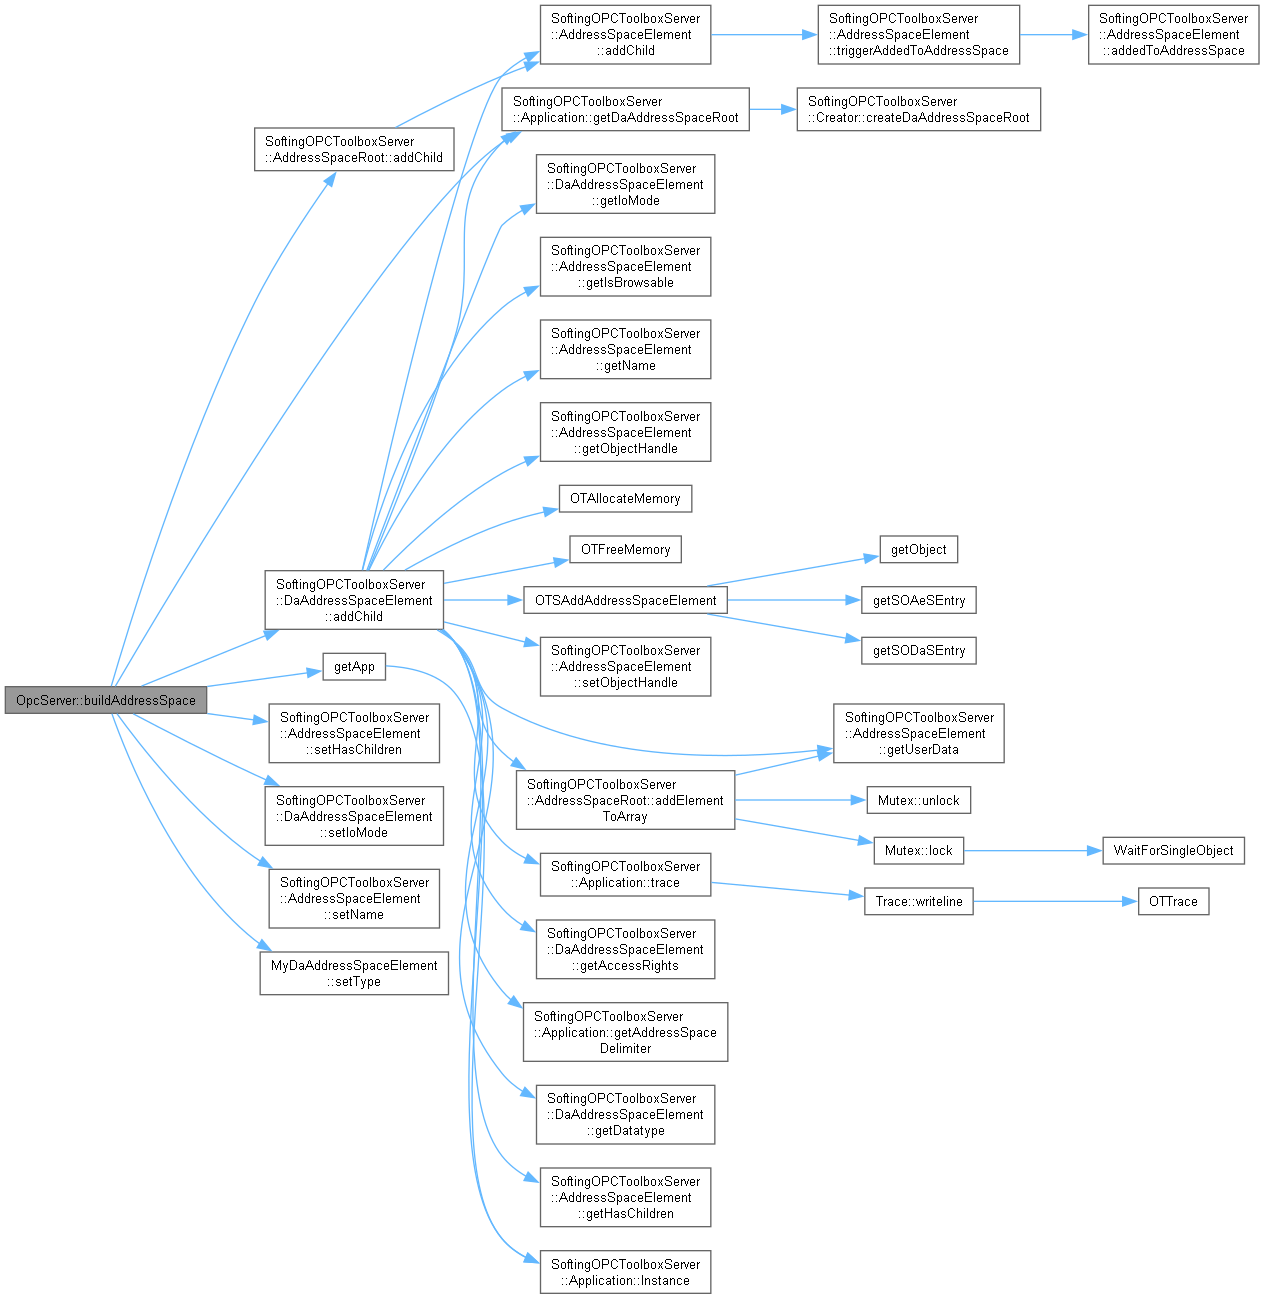 SoftingOPCToolboxServer
::AddressSpaceElement
::addChild
SoftingOPCToolboxServer
::AddressSpaceElement
::triggerAddedToAddressSpace
SoftingOPCToolboxServer
::AddressSpaceElement
::addedToAddressSpace
SoftingOPCToolboxServer
::Application::getDaAddressSpaceRoot
SoftingOPCToolboxServer
::Creator::createDaAddressSpaceRoot
SoftingOPCToolboxServer
::AddressSpaceRoot::addChild
SoftingOPCToolboxServer
::DaAddressSpaceElement
::getIoMode
SoftingOPCToolboxServer
::AddressSpaceElement
::getIsBrowsable
SoftingOPCToolboxServer
::AddressSpaceElement
::getName
SoftingOPCToolboxServer
::AddressSpaceElement
::getObjectHandle
OTAllocateMemory
OTFreeMemory
getObject
SoftingOPCToolboxServer
::DaAddressSpaceElement
::addChild
OTSAddAddressSpaceElement
getSOAeSEntry
getSODaSEntry
SoftingOPCToolboxServer
::AddressSpaceElement
::setObjectHandle
getApp
OpcServer::buildAddressSpace
SoftingOPCToolboxServer
::AddressSpaceElement
::setHasChildren
SoftingOPCToolboxServer
::AddressSpaceElement
::getUserData
SoftingOPCToolboxServer
::AddressSpaceRoot::addElement
ToArray
Mutex::unlock
SoftingOPCToolboxServer
::DaAddressSpaceElement
::setIoMode
Mutex::lock
WaitForSingleObject
SoftingOPCToolboxServer
::Application::trace
Trace::writeline
OTTrace
SoftingOPCToolboxServer
::AddressSpaceElement
::setName
SoftingOPCToolboxServer
::DaAddressSpaceElement
::getAccessRights
MyDaAddressSpaceElement
::setType
SoftingOPCToolboxServer
::Application::getAddressSpace
Delimiter
SoftingOPCToolboxServer
::DaAddressSpaceElement
::getDatatype
SoftingOPCToolboxServer
::AddressSpaceElement
::getHasChildren
SoftingOPCToolboxServer
::Application::Instance